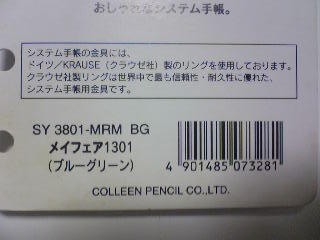 おしゃれなシステム手帳。
システム手帳の金具には、
ドイツ/KRAUSE(クラウゼ社)製のリングを使用しております。
クラウゼ社製リングは世界中で最も信頼性・耐久性に優れた、
システム手帳用金具です。
SY 3801-MRM BG
メイフェア1301
(ブルーグリーン)
4 901485 073281
COLLEEN PENCIL CO.,LTD.